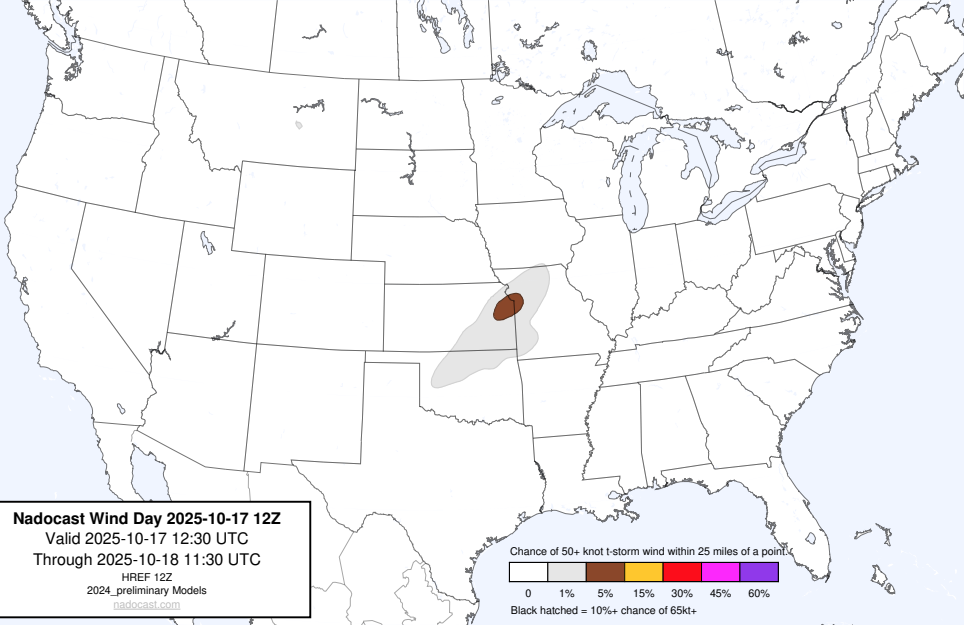 Nadocast Wind Day 2025-10-17 12Z
Valid 2025-10-17 12:30 UTC
Through 2025-10-18 11:30 UTC
HREF 12Z
2024_preliminary Models
nadocast.com
Chance of 50+ knot t-storm wind within 25 miles of a point.
0 1% 5% 15% 30% 45% 60%
Black hatched = 10%+ chance of 65kt+